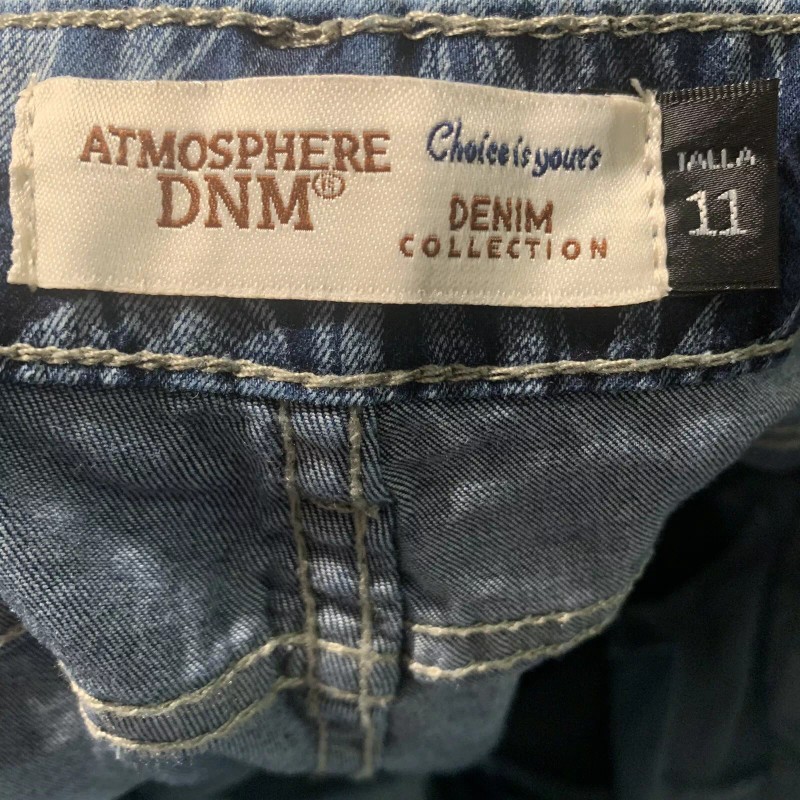 ATMOSPHERE
DNM®
Choice is yours
DENIM
COLLECTION
TALLA
11